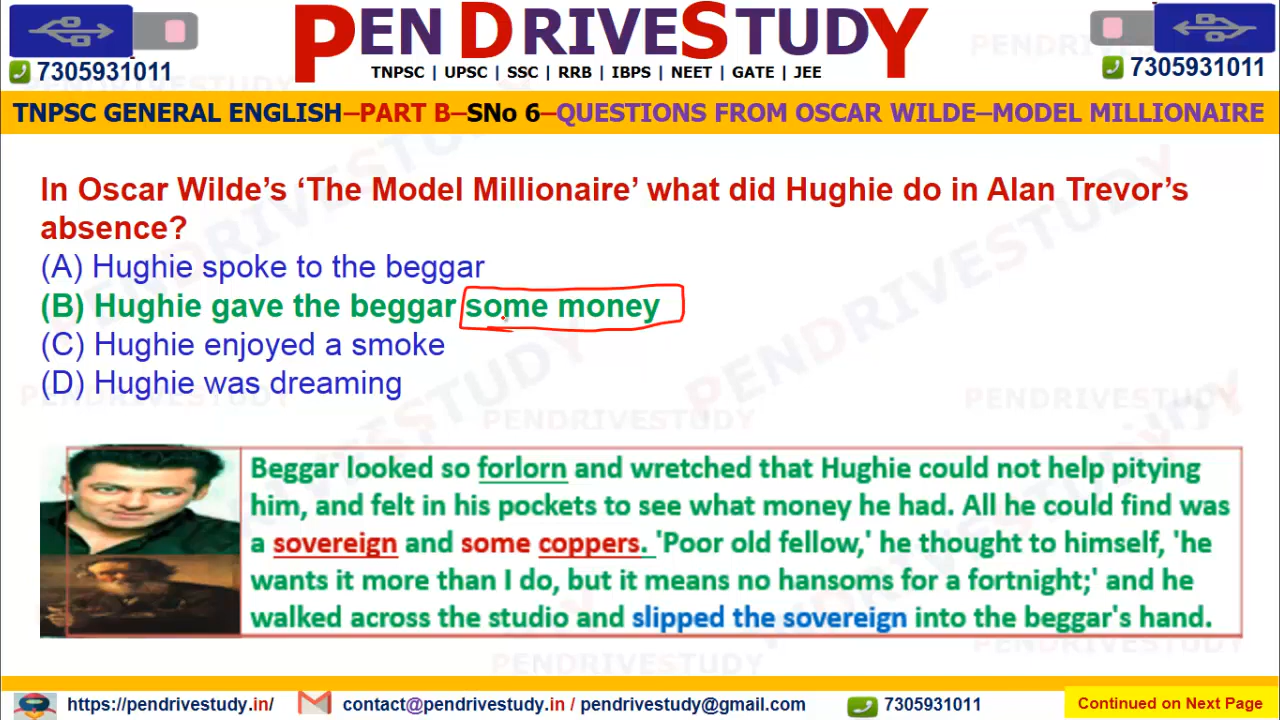 PEN DRIVESTUDY
7305931011
TNPSC | UPSC | SSC | RRB | IBPS | NEET | GATE | JEE
7305931011
TNPSC GENERAL ENGLISH–PART B–SNo 6–QUESTIONS FROM OSCAR WILDE–MODEL MILLIONAIRE
In Oscar Wilde’s ‘The Model Millionaire’ what did Hughie do in Alan Trevor’s
absence?
(A) Hughie spoke to the beggar
(B) Hughie gave the beggar some money
(C) Hughie enjoyed a smoke
(D) Hughie was dreaming
Beggar looked so forlorn and wretched that Hughie could not help pitying
him, and felt in his pockets to see what money he had. All he could find was
a sovereign and some coppers. 'Poor old fellow,' he thought to himself, 'he
wants it more than I do, but it means no hansoms for a fortnight;' and he
walked across the studio and slipped the sovereign into the beggar's hand.
https://pendrivestudy.in/ contact@pendrivestudy.in / pendrivestudy@gmail.com 7305931011 Continued on Next Page
PENDRIVESTUDY